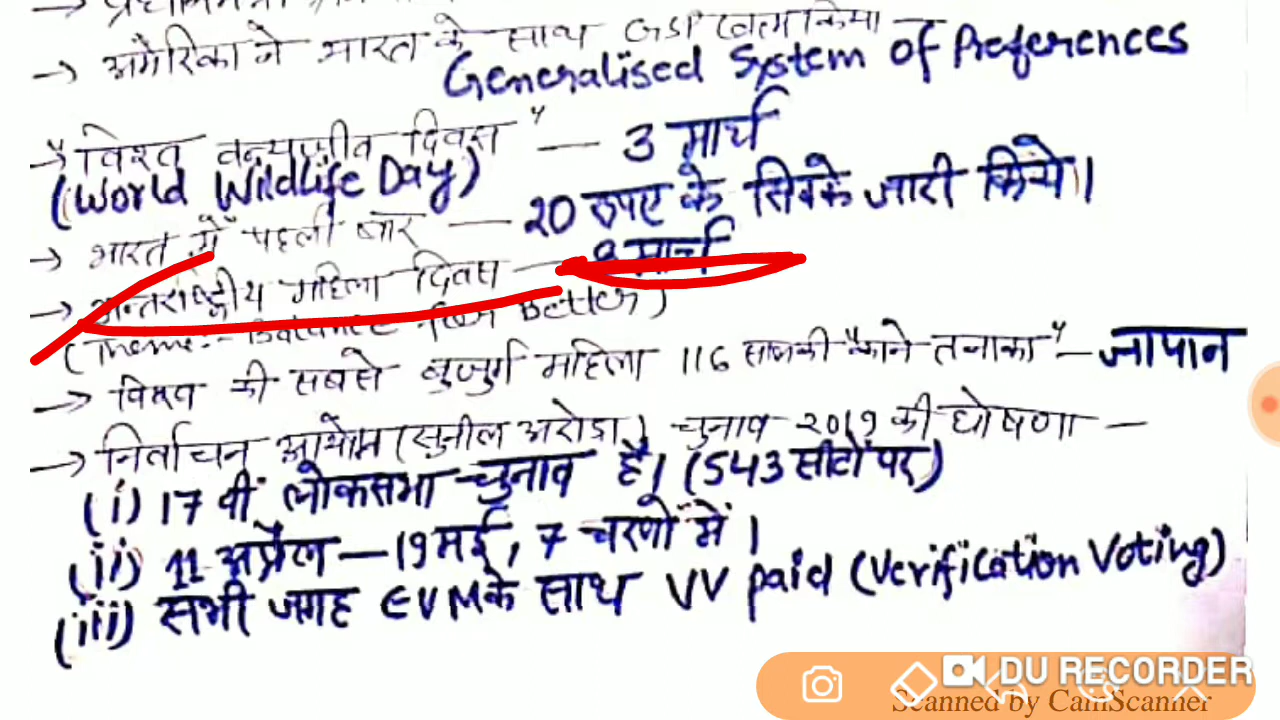 → अमेरिका ने भारत के साथ GSP खत्म किया
Generalised System of Preferences
→ "विश्व वन्यजीव दिवस" — 3 मार्च
(World Wildlife Day)
→ भारत में पहली बार — 20 रुपए के सिक्के जारी किये।
→ अन्तराष्ट्रीय महिला दिवस — 8 मार्च
(Theme:- Better)
→ विश्व की सबसे बुजुर्ग महिला 116 साल की "काने तनाका" — जापान
→ निर्वाचन आयोग (सुनील अरोडा) चुनाव 2019 की घोषणा —
(i) 17 वीं लोकसभा चुनाव है। (543 सीटों पर)
(ii) 11 अप्रैल — 19 मई, 7 चरणों में।
(iii) सभी जगह EVM के साथ VV paid (Verification Voting)
DU RECORDER
Scanned by CamScanner